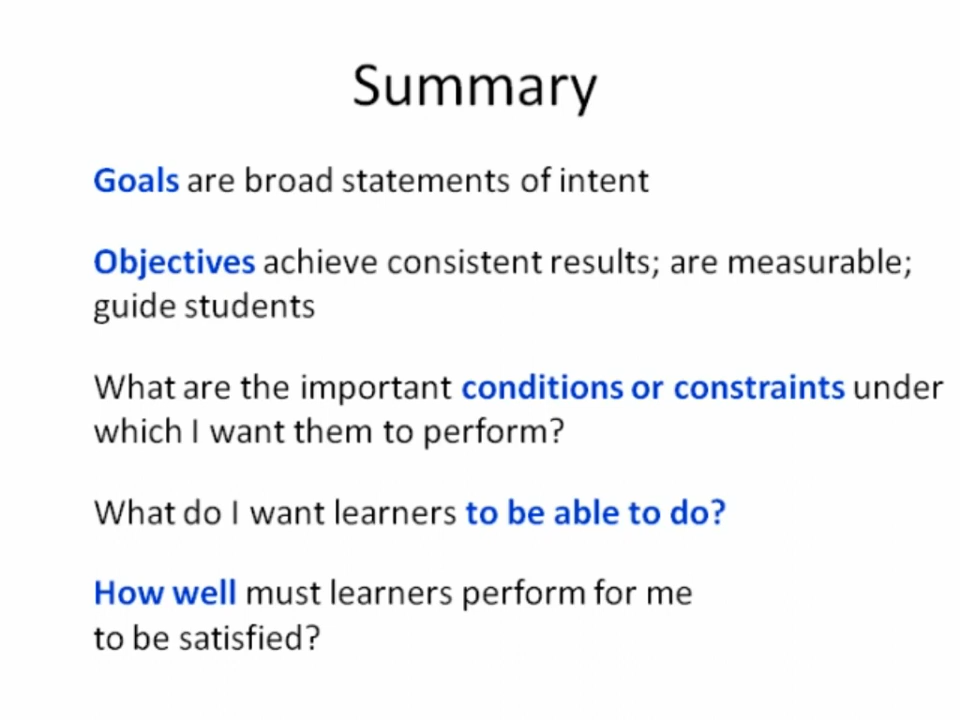 Summary
Goals are broad statements of intent
Objectives achieve consistent results; are measurable;
guide students
What are the important conditions or constraints under
which I want them to perform?
What do I want learners to be able to do?
How well must learners perform for me
to be satisfied?